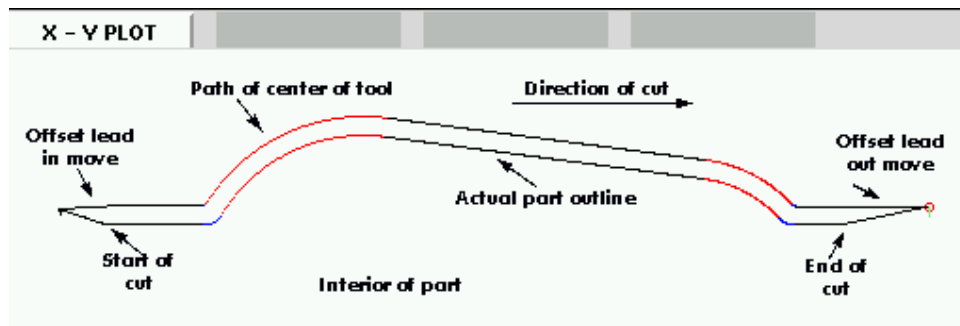 X - Y PLOT
Path of center of tool
Direction of cut
Offset lead
in move
Offset lead
out move
Actual part outline
Start of
cut
End of
cut
Interior of part